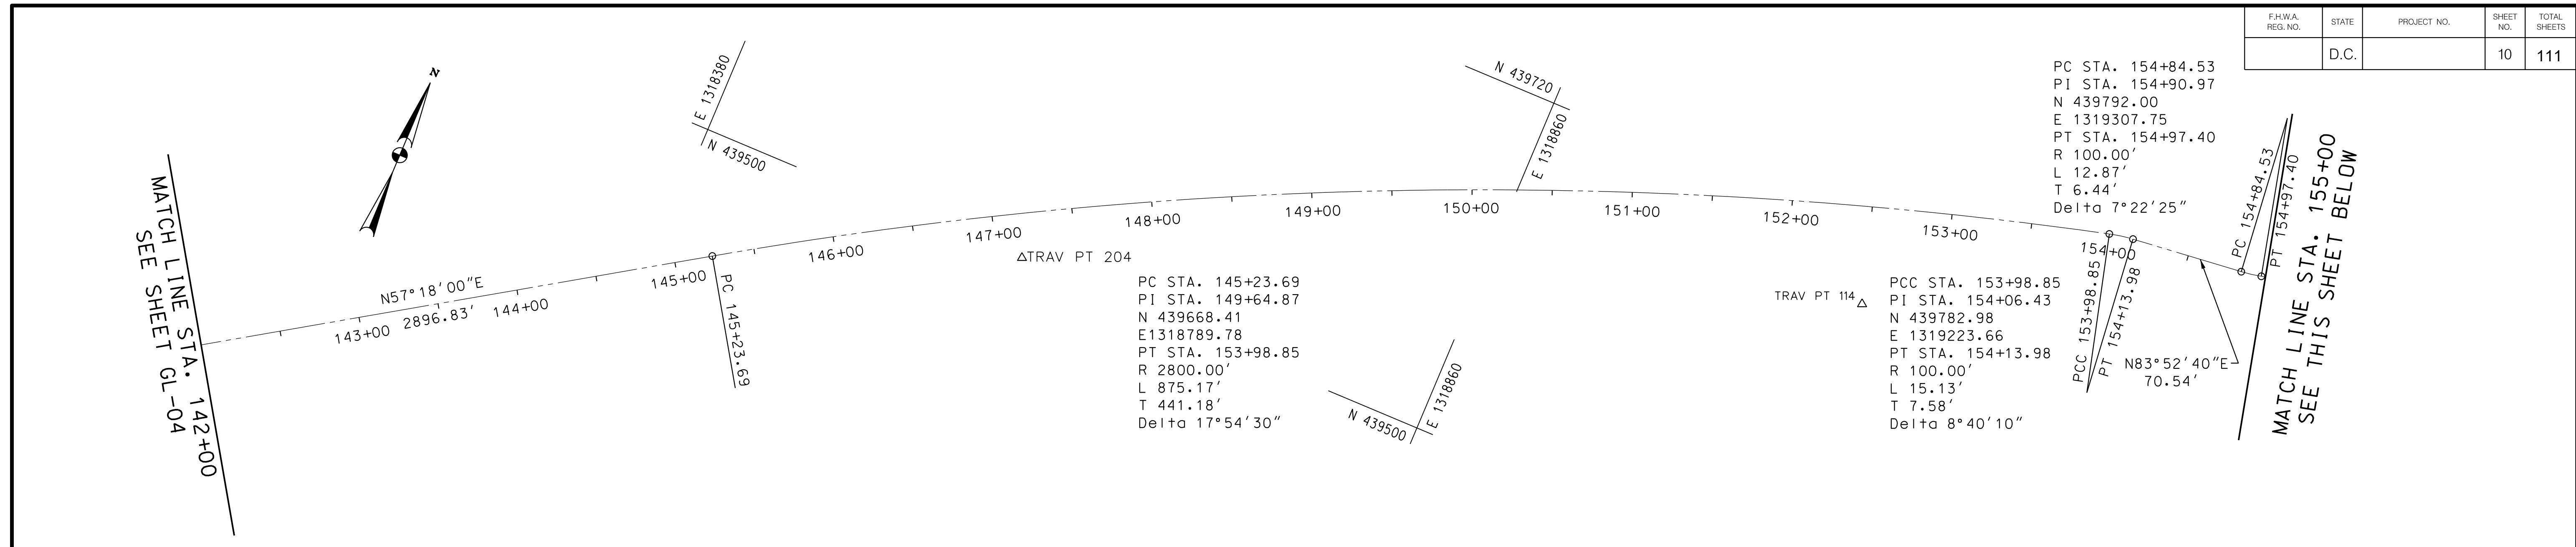 F.H.W.A.
REG. NO.
STATE
PROJECT NO.
SHEET
NO.
TOTAL
SHEETS
D.C.
10
111
N
E 1318380
N 439500
N 439720
E 1318860
PC STA. 154+84.53
PI STA. 154+90.97
N 439792.00
E 1319307.75
PT STA. 154+97.40
R 100.00'
L 12.87'
T 6.44'
Delta 7°22'25"
MATCH LINE STA. 142+00
SEE SHEET GL-04
N57°18'00"E
2896.83'
143+00
144+00
145+00
146+00
147+00
148+00
149+00
150+00
151+00
152+00
153+00
154+00
PC 145+23.69
TRAV PT 204
PC STA. 145+23.69
PI STA. 149+64.87
N 439668.41
E1318789.78
PT STA. 153+98.85
R 2800.00'
L 875.17'
T 441.18'
Delta 17°54'30"
N 439500
E 1318860
TRAV PT 114
PCC STA. 153+98.85
PI STA. 154+06.43
N 439782.98
E 1319223.66
PT STA. 154+13.98
R 100.00'
L 15.13'
T 7.58'
Delta 8°40'10"
PCC 153+98.85
PT 154+13.98
N83°52'40"E
70.54'
PC 154+84.53
PT 154+97.40
MATCH LINE STA. 155+00
SEE THIS SHEET BELOW